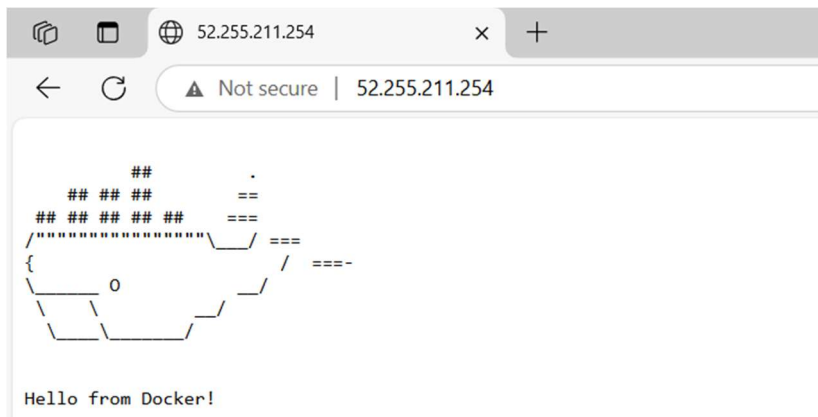 52.255.211.254
Not secure | 52.255.211.254
          ##         .
    ## ## ##        ==
 ## ## ## ## ##    ===
/"""""""""""""""""\___/ ===
{                       /  ===-
\______ O           __/
 \    \         __/
  \____\_______/
Hello from Docker!